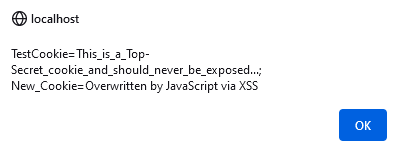 localhost
TestCookie=This_is_a_Top-
Secret_cookie_and_should_never_be_exposed...;
New_Cookie=Overwritten by JavaScript via XSS
OK